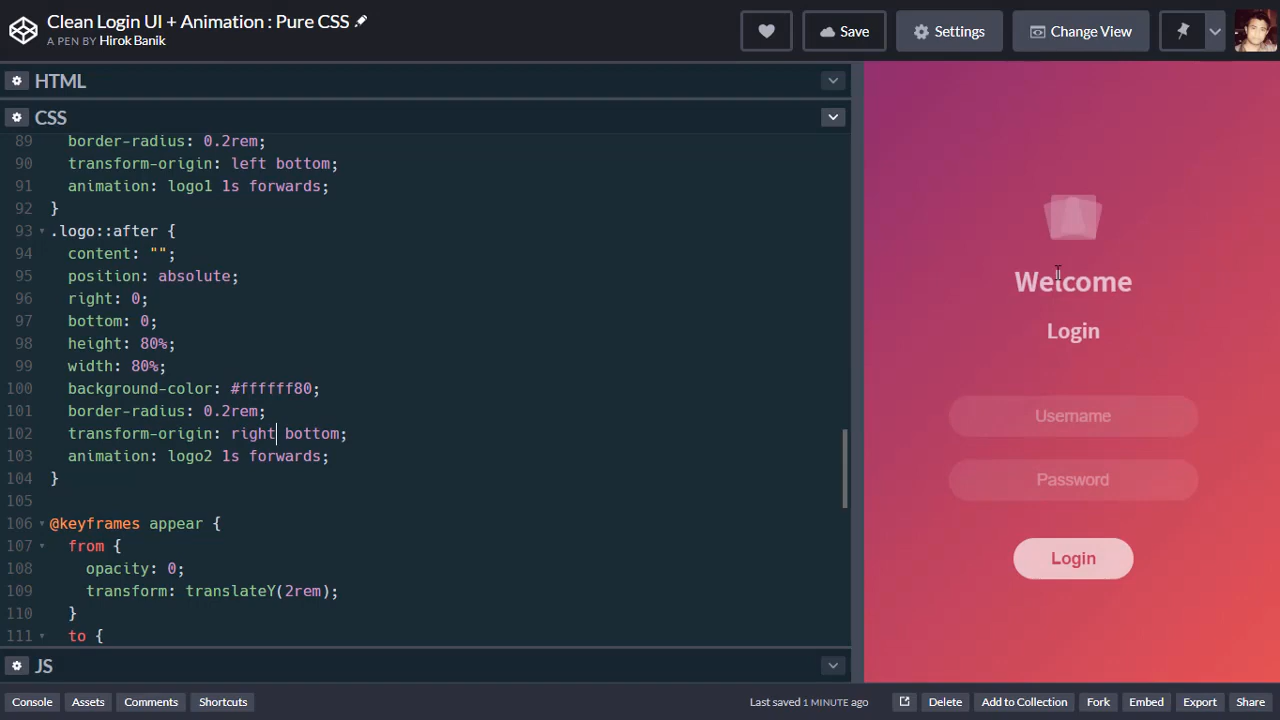 Clean Login UI + Animation : Pure CSS
A PEN BY Hirok Banik
Save
Settings
Change View
HTML
CSS
89 border-radius: 0.2rem;
90 transform-origin: left bottom;
91 animation: logo1 1s forwards;
92 }
93 .logo::after {
94 content: "";
95 position: absolute;
96 right: 0;
97 bottom: 0;
98 height: 80%;
99 width: 80%;
100 background-color: #ffffff80;
101 border-radius: 0.2rem;
102 transform-origin: right bottom;
103 animation: logo2 1s forwards;
104 }
105
106 @keyframes appear {
107 from {
108 opacity: 0;
109 transform: translateY(2rem);
110 }
111 to {
JS
Welcome
Login
Username
Password
Login
Console Assets Comments Shortcuts
Last saved 1 MINUTE ago
Delete Add to Collection Fork Embed Export Share